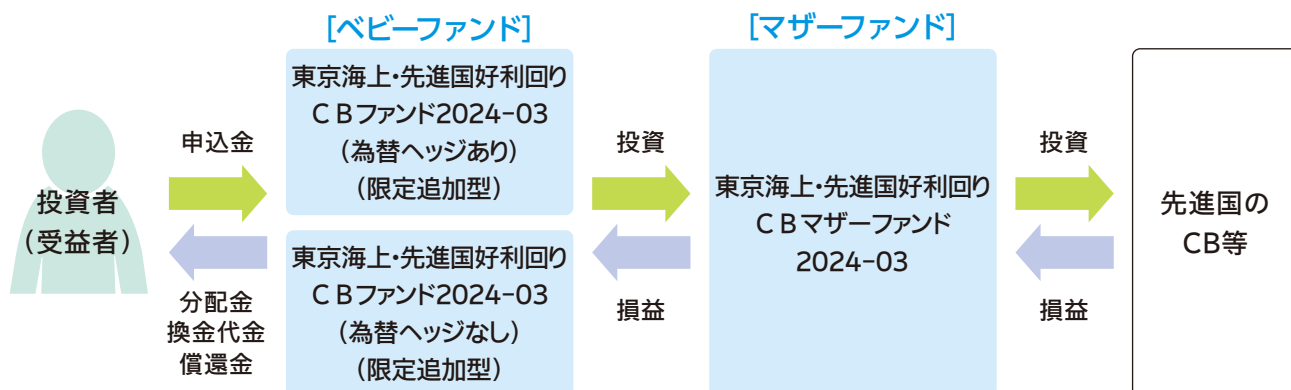 [ベビーファンド]
[マザーファンド]
投資者
(受益者)
申込金
分配金
換金代金
償還金
東京海上・先進国好利回り
CBファンド2024-03
(為替ヘッジあり)
(限定追加型)
東京海上・先進国好利回り
CBファンド2024-03
(為替ヘッジなし)
(限定追加型)
投資
損益
東京海上・先進国好利回り
CBマザーファンド
2024-03
投資
損益
先進国の
CB等